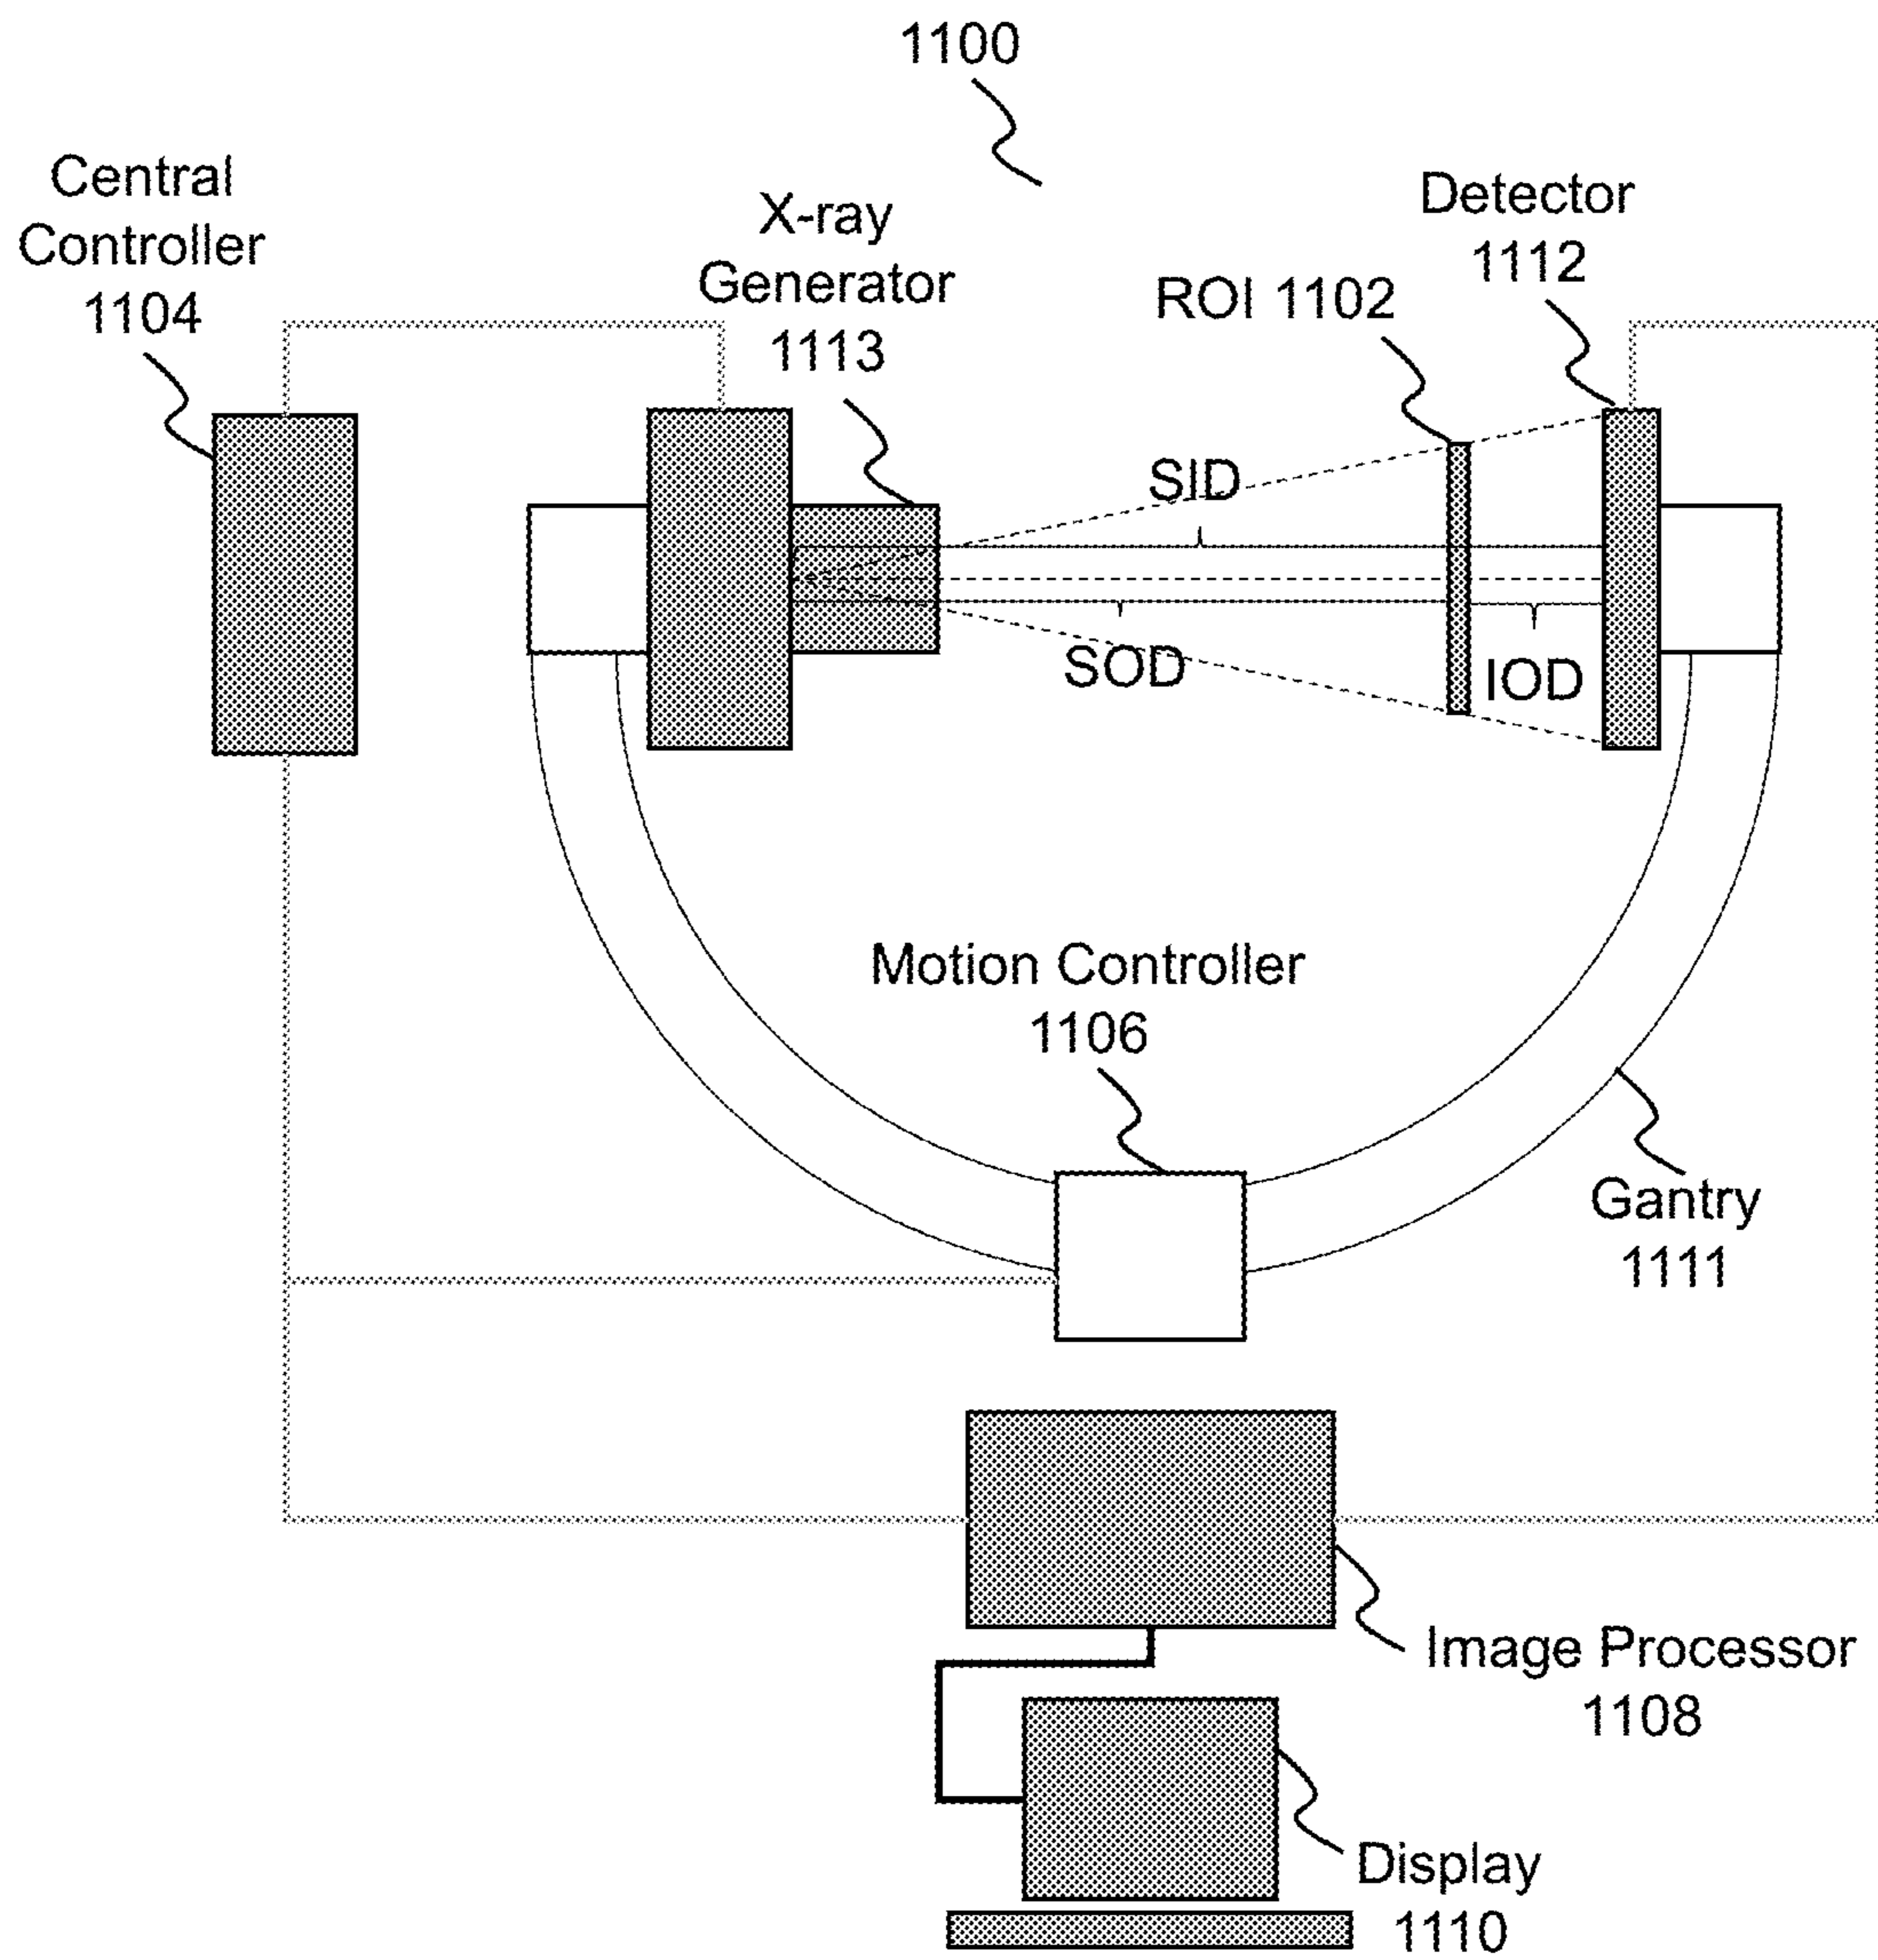 1100
Central
Controller
1104
X-ray
Generator
1113
Detector
1112
ROI 1102
SID
SOD
IOD
Motion Controller
1106
Gantry
1111
Image Processor
1108
Display
1110